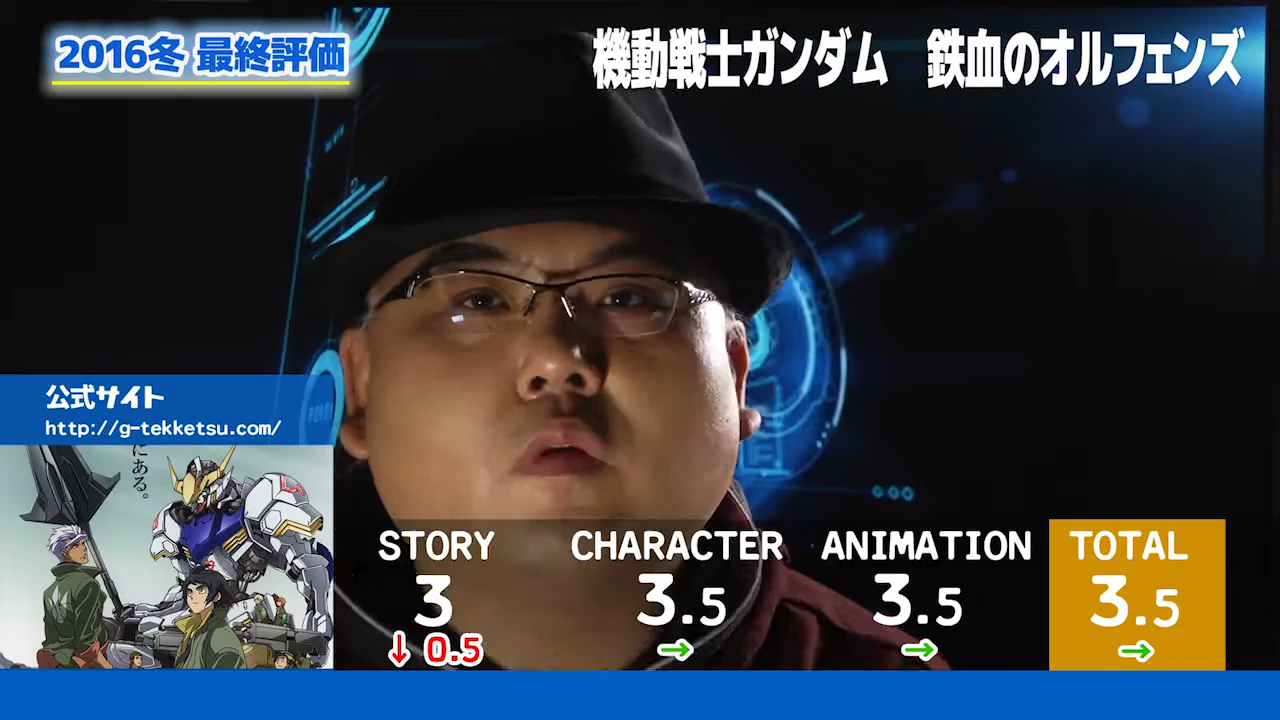 2016冬 最終評価
機動戦士ガンダム 鉄血のオルフェンズ
公式サイト
http://g-tekketsu.com/
にある。
STORY CHARACTER ANIMATION TOTAL
3 3.5 3.5 3.5
↓ 0.5 → → →